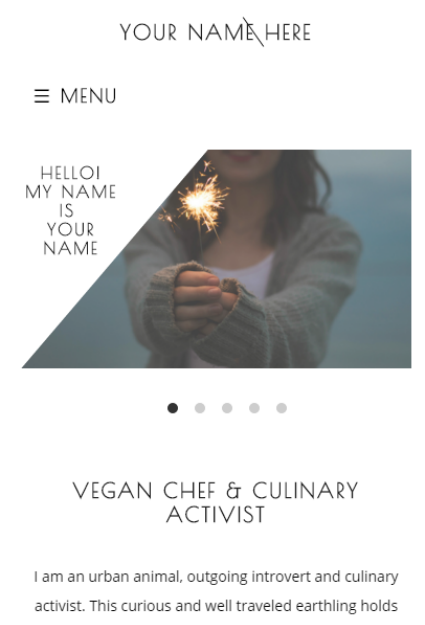 YOUR NAME HERE
☰ MENU
HELLO!
MY NAME
IS
YOUR
NAME
VEGAN CHEF & CULINARY
ACTIVIST
I am an urban animal, outgoing introvert and culinary
activist. This curious and well traveled earthling holds